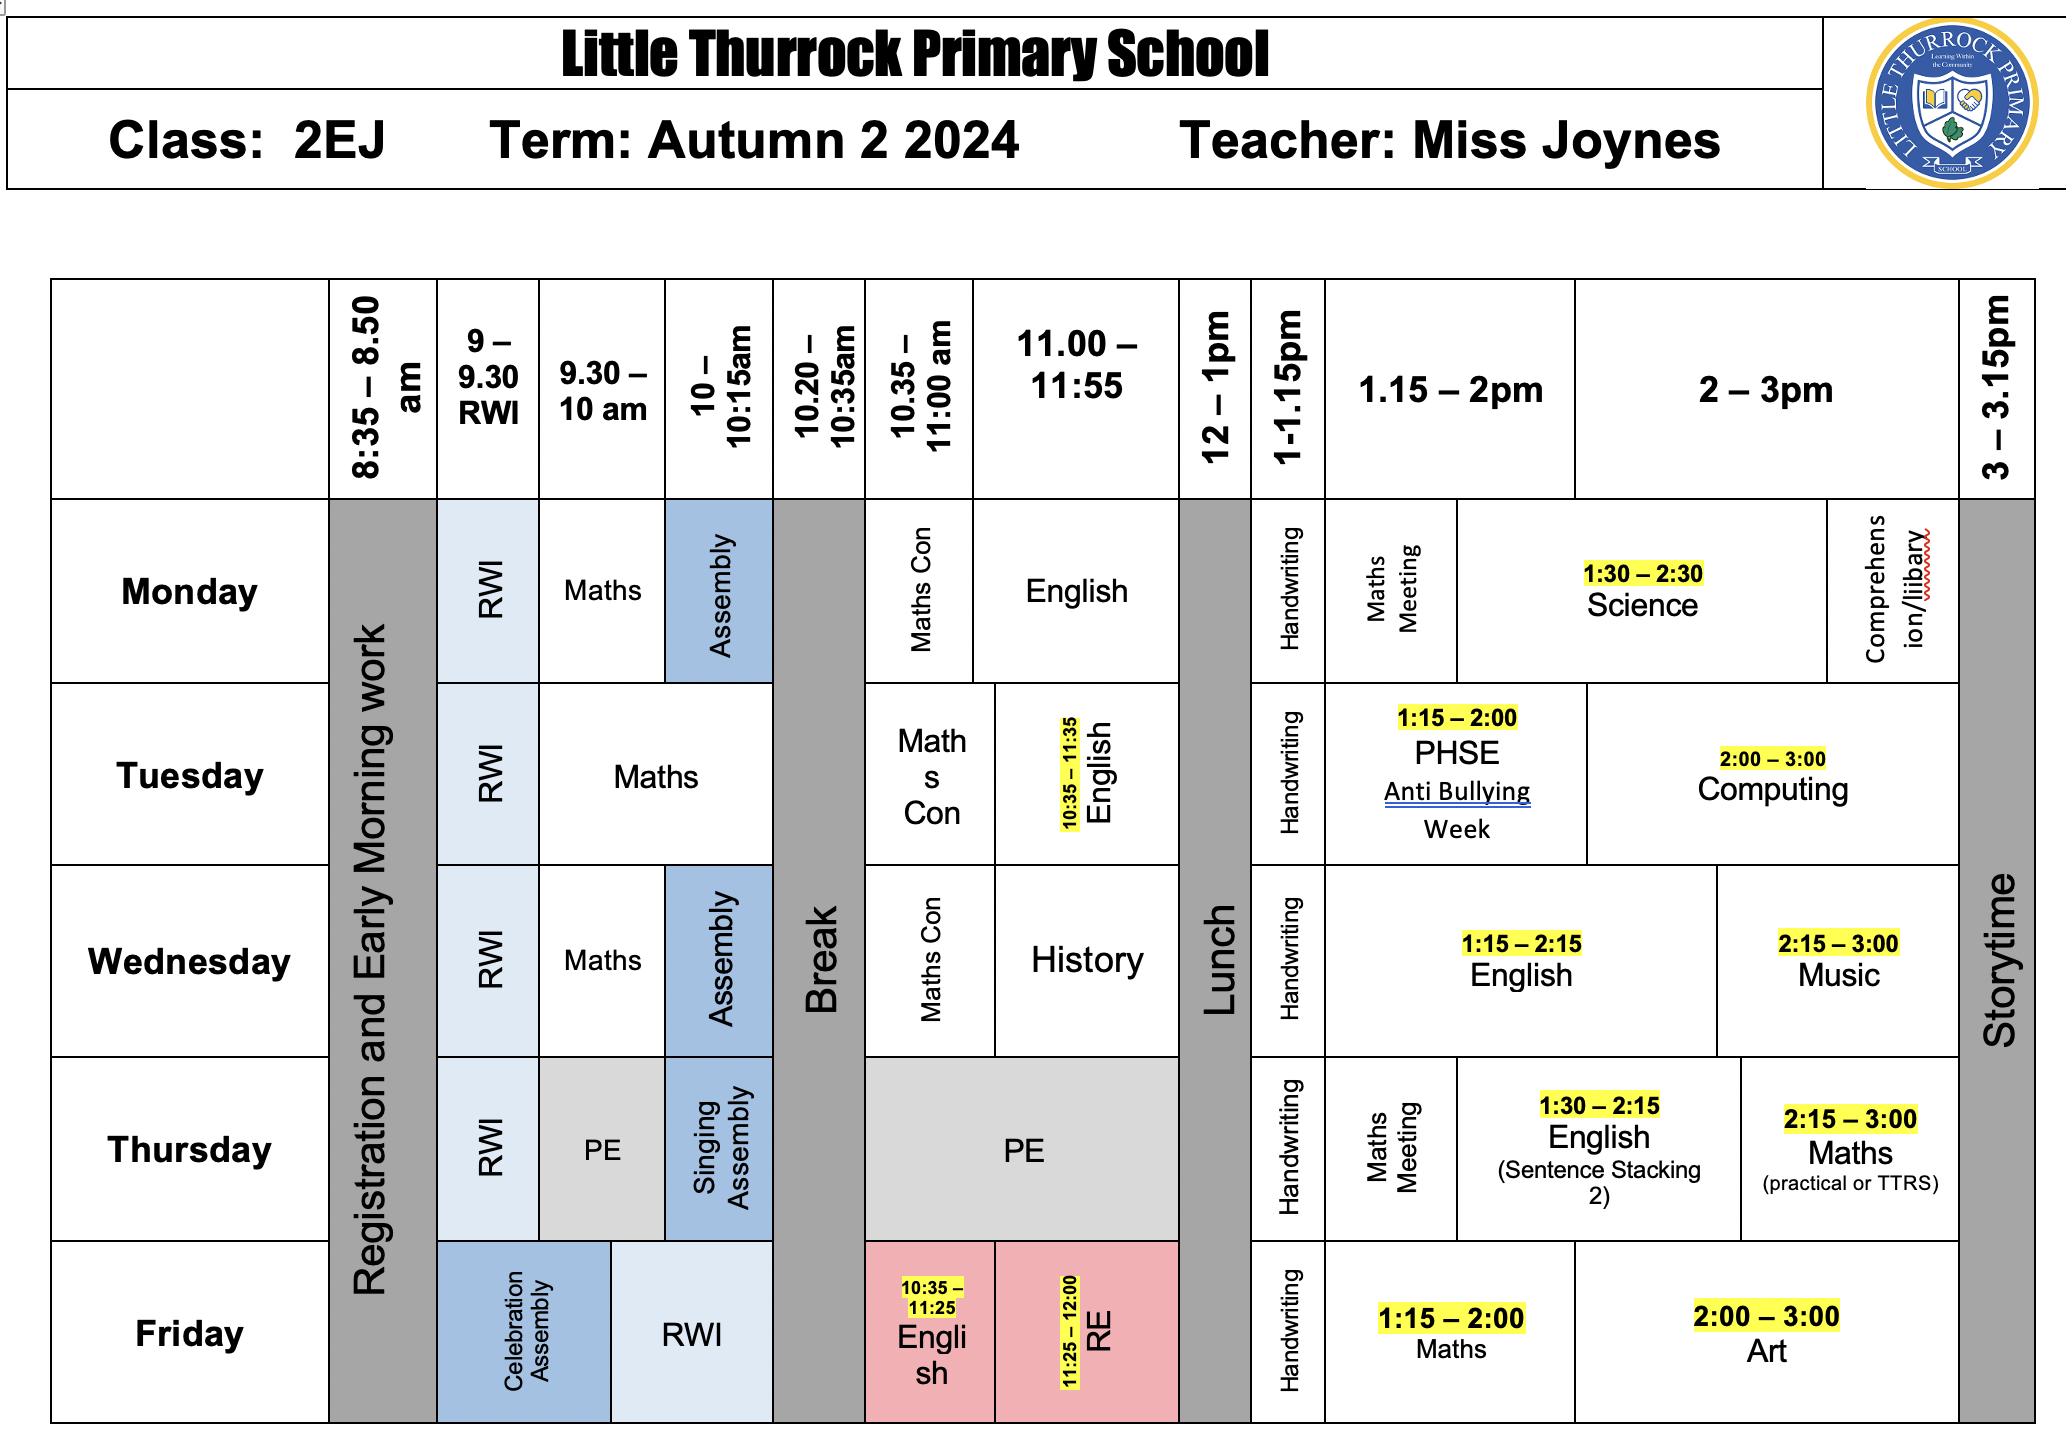 Little Thurrock Primary School
Class: 2EJ Term: Autumn 2 2024 Teacher: Miss Joynes
LITTLE THURROCK PRIMARY
Learning Within
the Community
SCHOOL
8:35 – 8.50
am
9 –
9.30
RWI
9.30 –
10 am
10 –
10:15am
10.20 –
10:35am
10.35 –
11:00 am
11.00 –
11:55
12 – 1pm
1-1.15pm
1.15 – 2pm
2 – 3pm
3 – 3.15pm
Registration and Early Morning work
Break
Lunch
Storytime
Monday
RWI
Maths
Assembly
Maths Con
English
Handwriting
Maths
Meeting
1:30 – 2:30
Science
Comprehens
ion/liibary
Tuesday
RWI
Maths
Math
s
Con
10:35 – 11:35
English
Handwriting
1:15 – 2:00
PHSE
Anti Bullying
Week
2:00 – 3:00
Computing
Wednesday
RWI
Maths
Assembly
Maths Con
History
Handwriting
1:15 – 2:15
English
2:15 – 3:00
Music
Thursday
RWI
PE
Singing
Assembly
PE
Handwriting
Maths
Meeting
1:30 – 2:15
English
(Sentence Stacking
2)
2:15 – 3:00
Maths
(practical or TTRS)
Friday
Celebration
Assembly
RWI
10:35 –
11:25
Engli
sh
11:25 – 12:00
RE
Handwriting
1:15 – 2:00
Maths
2:00 – 3:00
Art